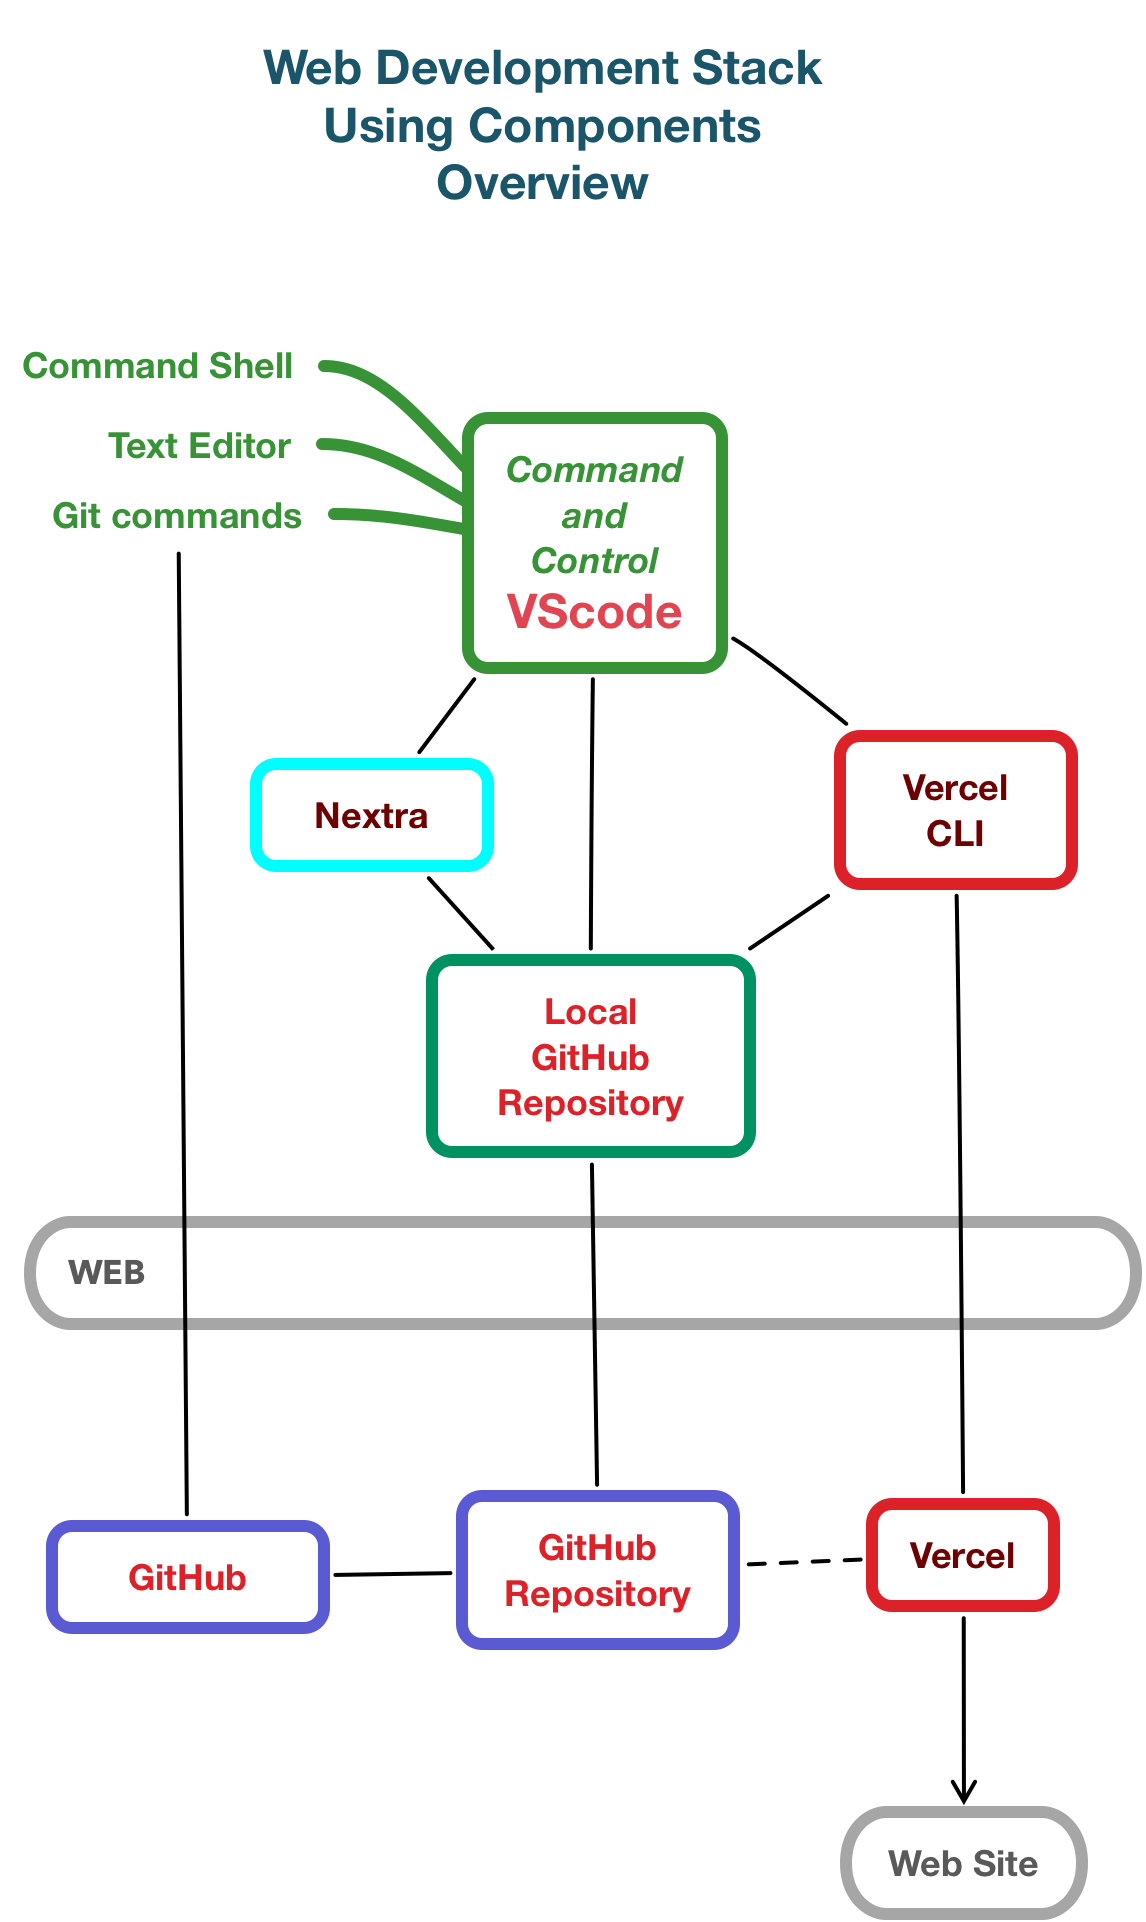 Web Development Stack
Using Components
Overview
Command Shell
Text Editor
Git commands
Command
and
Control
VScode
Nextra
Vercel
CLI
Local
GitHub
Repository
WEB
GitHub
GitHub
Repository
Vercel
Web Site